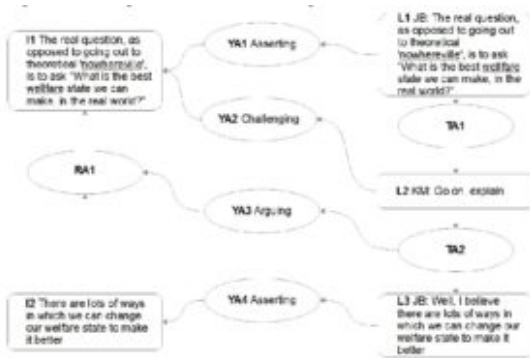 I1 The real question, as
opposed to going out to
theoretical 'nowhereville',
is to ask "What is the best
wellfare state we can
make, in the real world?"
YA1 Asserting
L1 JB: The real question,
as opposed to going out
to theoretical
'nowhereville', is to ask
"What is the best wellfare
state we can make, in the
real world?"
YA2 Challenging
TA1
RA1
L2 KM: Go on, explain
YA3 Arguing
TA2
I2 There are lots of ways
in which we can change
our welfare state to make
it better
YA4 Asserting
L3 JB: Well, I believe
there are lots of ways in
which we can change our
welfare state to make it
better